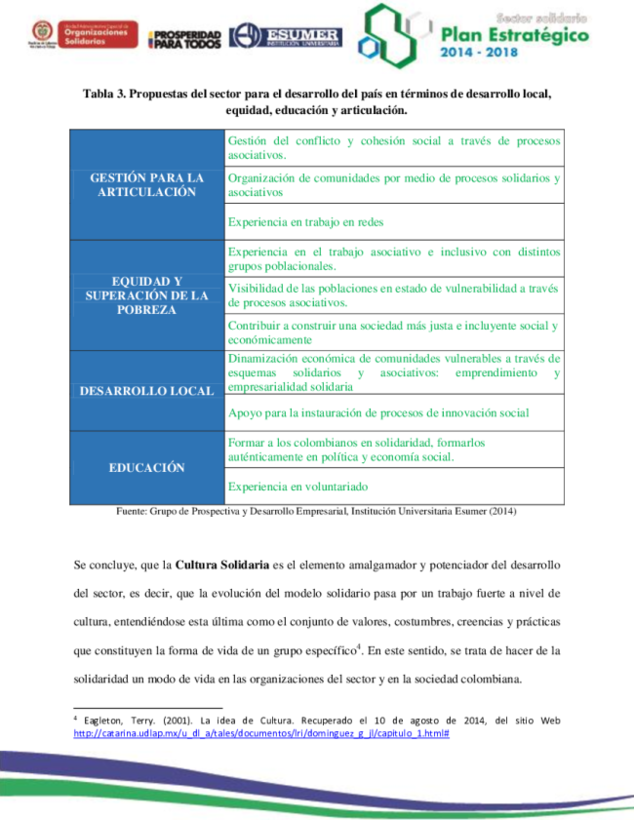 Unidad Administrativa Especial de
Organizaciones
Solidarias
PROSPERIDAD
PARA TODOS
ESUMER
INSTITUCIÓN UNIVERSITARIA
Sector solidario
Plan Estratégico
2014 - 2018
Tabla 3. Propuestas del sector para el desarrollo del país en términos de desarrollo local,
equidad, educación y articulación.
GESTIÓN PARA LA
ARTICULACIÓN
Gestión del conflicto y cohesión social a través de procesos
asociativos.
Organización de comunidades por medio de procesos solidarios y
asociativos
Experiencia en trabajo en redes
EQUIDAD Y
SUPERACIÓN DE LA
POBREZA
Experiencia en el trabajo asociativo e inclusivo con distintos
grupos poblacionales.
Visibilidad de las poblaciones en estado de vulnerabilidad a través
de procesos asociativos.
Contribuir a construir una sociedad más justa e incluyente social y
económicamente
DESARROLLO LOCAL
Dinamización económica de comunidades vulnerables a través de
esquemas solidarios y asociativos: emprendimiento y
empresarialidad solidaria
Apoyo para la instauración de procesos de innovación social
EDUCACIÓN
Formar a los colombianos en solidaridad, formarlos
auténticamente en política y economía social.
Experiencia en voluntariado
Fuente: Grupo de Prospectiva y Desarrollo Empresarial, Institución Universitaria Esumer (2014)
Se concluye, que la Cultura Solidaria es el elemento amalgamador y potenciador del desarrollo
del sector, es decir, que la evolución del modelo solidario pasa por un trabajo fuerte a nivel de
cultura, entendiéndose esta última como el conjunto de valores, costumbres, creencias y prácticas
que constituyen la forma de vida de un grupo específico4. En este sentido, se trata de hacer de la
solidaridad un modo de vida en las organizaciones del sector y en la sociedad colombiana.
4 Eagleton, Terry. (2001). La idea de Cultura. Recuperado el 10 de agosto de 2014, del sitio Web
http://catarina.udlap.mx/u_dl_a/tales/documentos/lri/dominguez_g_jl/capitulo_1.html#